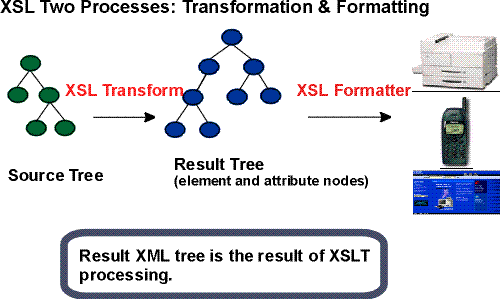 XSL Two Processes: Transformation & Formatting
XSL Transform
XSL Formatter
Source Tree
Result Tree
(element and attribute nodes)
Result XML tree is the result of XSLT
processing.